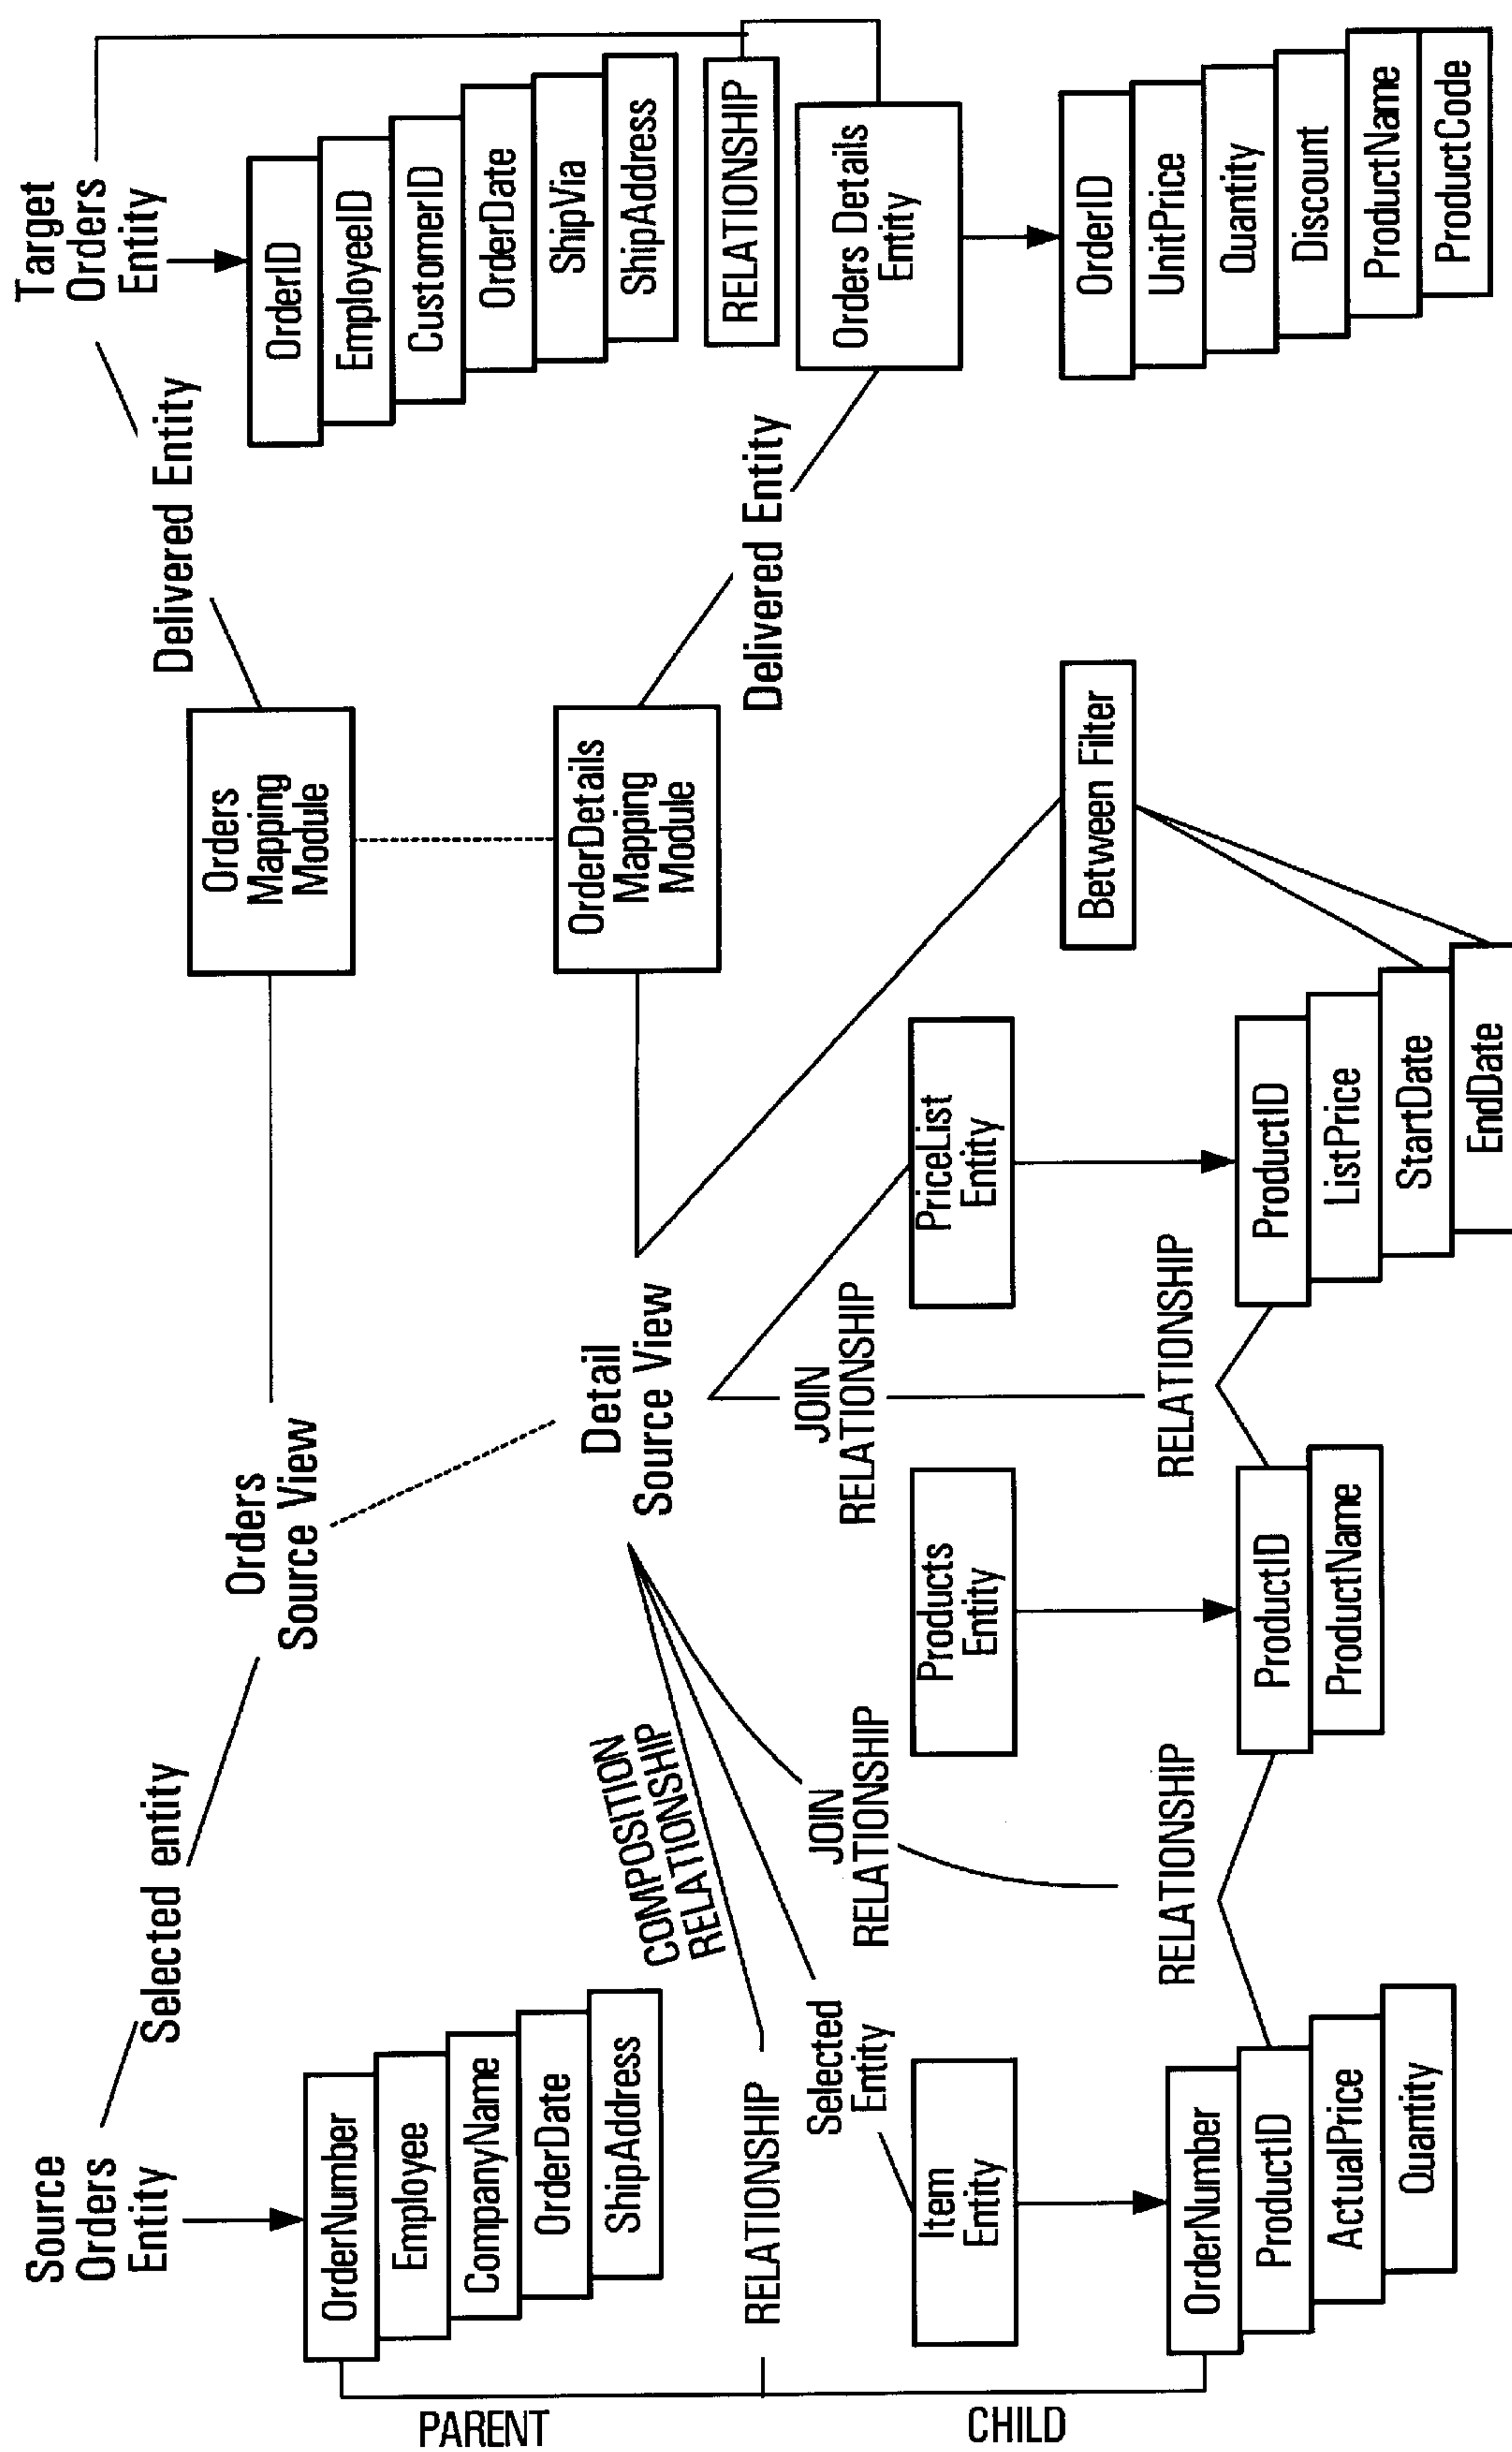 Source
Orders
Entity
Selected entity
Orders
Source View
Orders
Mapping
Module
Delivered Entity
Target
Orders
Entity
OrderNumber
Employee
CompanyName
OrderDate
ShipAddress
OrderID
EmployeeID
CustomerID
OrderDate
ShipVia
ShipAddress
PARENT
CHILD
RELATIONSHIP
COMPOSITION
RELATIONSHIP
Detail
Source View
OrderDetails
Mapping
Module
Delivered Entity
RELATIONSHIP
Orders Details
Entity
Selected
Entity
JOIN
RELATIONSHIP
JOIN
RELATIONSHIP
Item
Entity
Products
Entity
PriceList
Entity
Between Filter
RELATIONSHIP
RELATIONSHIP
OrderNumber
ProductID
ActualPrice
Quantity
ProductID
ProductName
ProductID
ListPrice
StartDate
EndDate
OrderID
UnitPrice
Quantity
Discount
ProductName
ProductCode